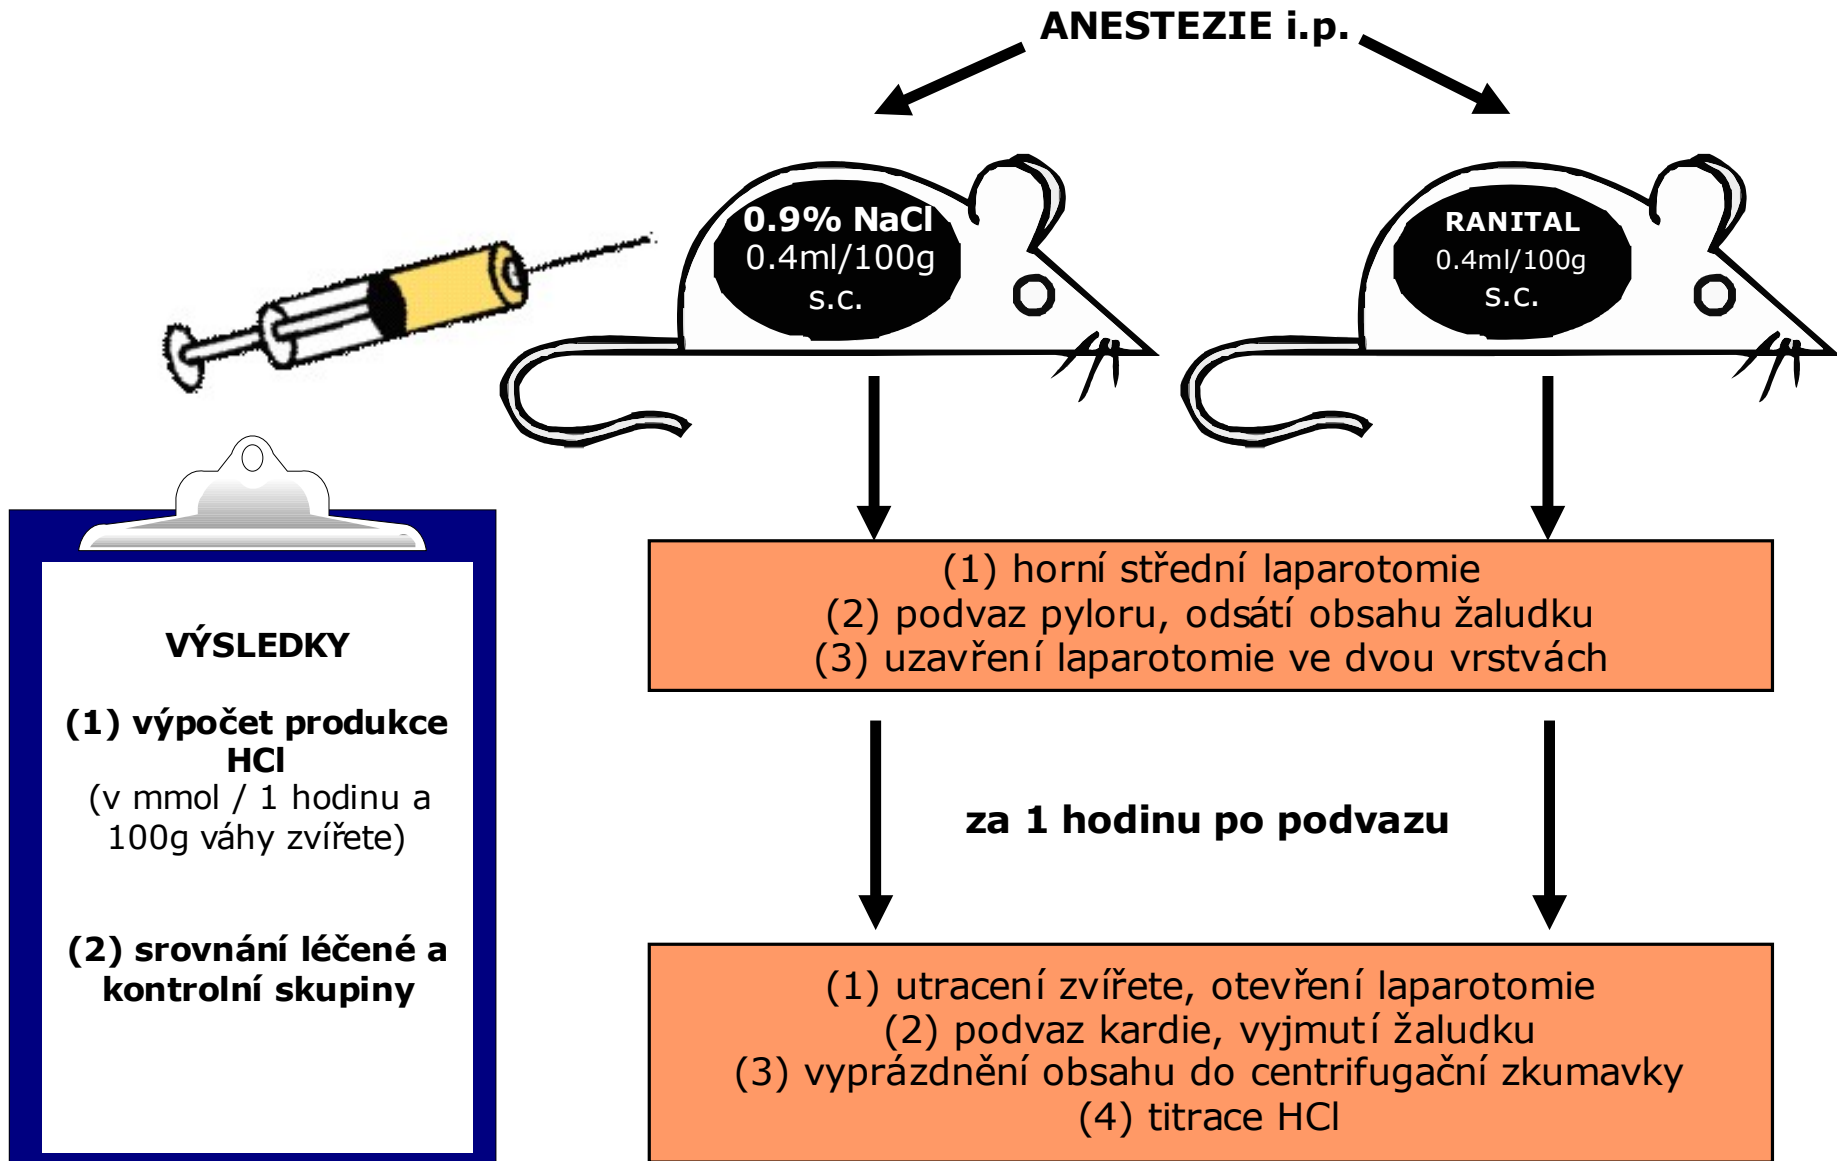 ANESTEZIE i.p.
0.9% NaCl
0.4ml/100g
s.c.
RANITAL
0.4ml/100g
s.c.
(1) horní střední laparotomie
(2) podvaz pyloru, odsátí obsahu žaludku
(3) uzavření laparotomie ve dvou vrstvách
za 1 hodinu po podvazu
(1) utracení zvířete, otevření laparotomie
(2) podvaz kardie, vyjmutí žaludku
(3) vyprázdnění obsahu do centrifugační zkumavky
(4) titrace HCl
VÝSLEDKY
(1) výpočet produkce
HCl
(v mmol / 1 hodinu a
100g váhy zvířete)
(2) srovnání léčené a
kontrolní skupiny